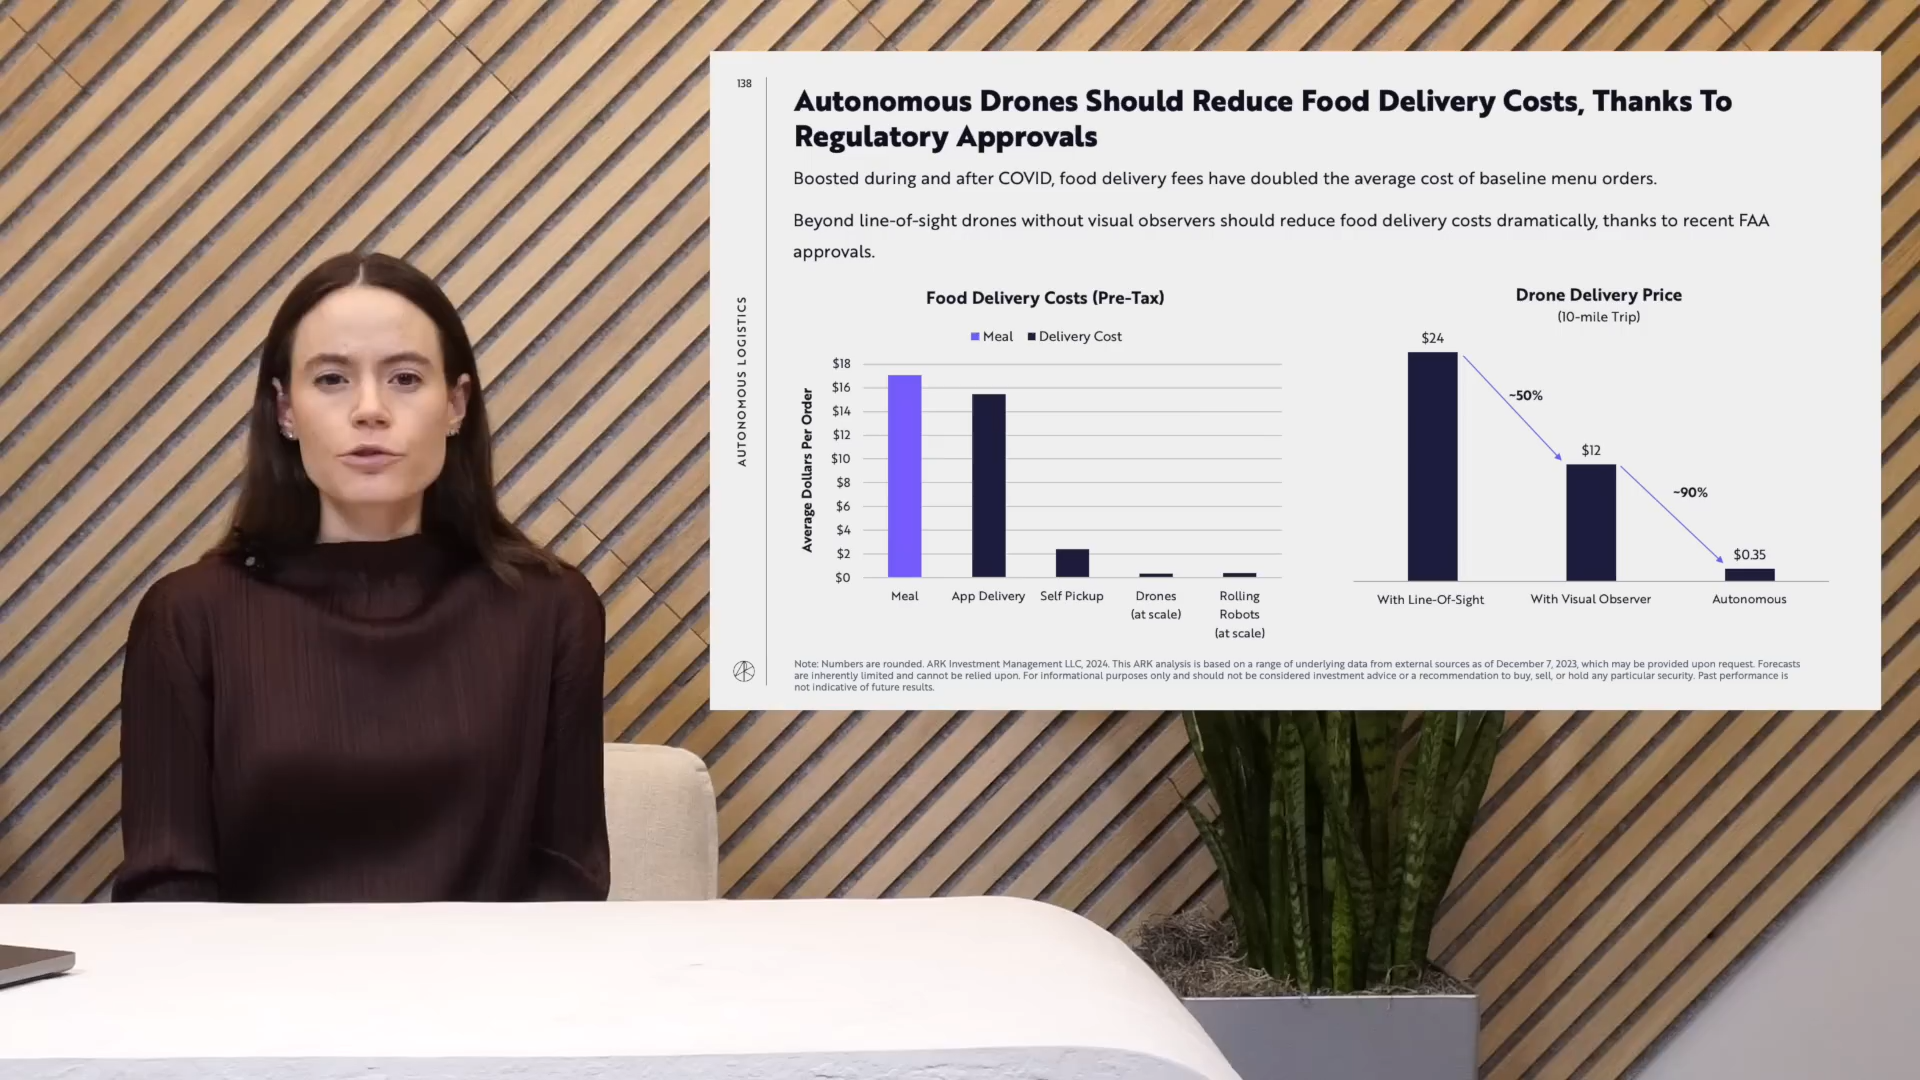 138
Autonomous Drones Should Reduce Food Delivery Costs, Thanks To
Regulatory Approvals
Boosted during and after COVID, food delivery fees have doubled the average cost of baseline menu orders.
Beyond line-of-sight drones without visual observers should reduce food delivery costs dramatically, thanks to recent FAA
approvals.
AUTONOMOUS LOGISTICS
Food Delivery Costs (Pre-Tax)
Meal Delivery Cost
Average Dollars Per Order
$18
$16
$14
$12
$10
$8
$6
$4
$2
$0
Meal
App Delivery
Self Pickup
Drones
(at scale)
Rolling
Robots
(at scale)
Drone Delivery Price
(10-mile Trip)
$24
~50%
$12
~90%
$0.35
With Line-Of-Sight
With Visual Observer
Autonomous
Note: Numbers are rounded. ARK Investment Management LLC, 2024. This ARK analysis is based on a range of underlying data from external sources as of December 7, 2023, which may be provided upon request. Forecasts
are inherently limited and cannot be relied upon. For informational purposes only and should not be considered investment advice or a recommendation to buy, sell, or hold any particular security. Past performance is
not indicative of future results.